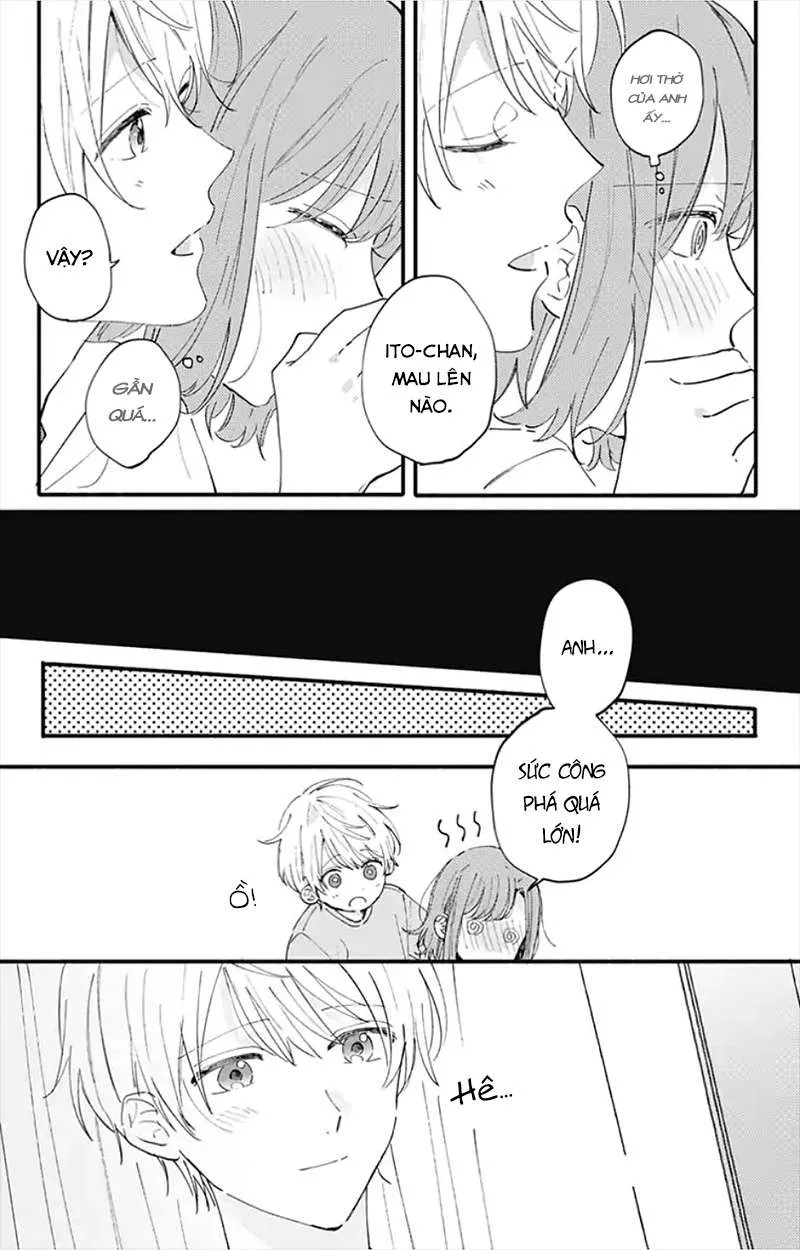 HƠI THỞ
CỦA ANH
ẤY...
ITO-CHAN,
MAU LÊN
NÀO.
VẬY?
GẦN
QUÁ...
ANH...
SỨC CÔNG
PHÁ QUÁ
LỚN!
Ồ!
HÊ...